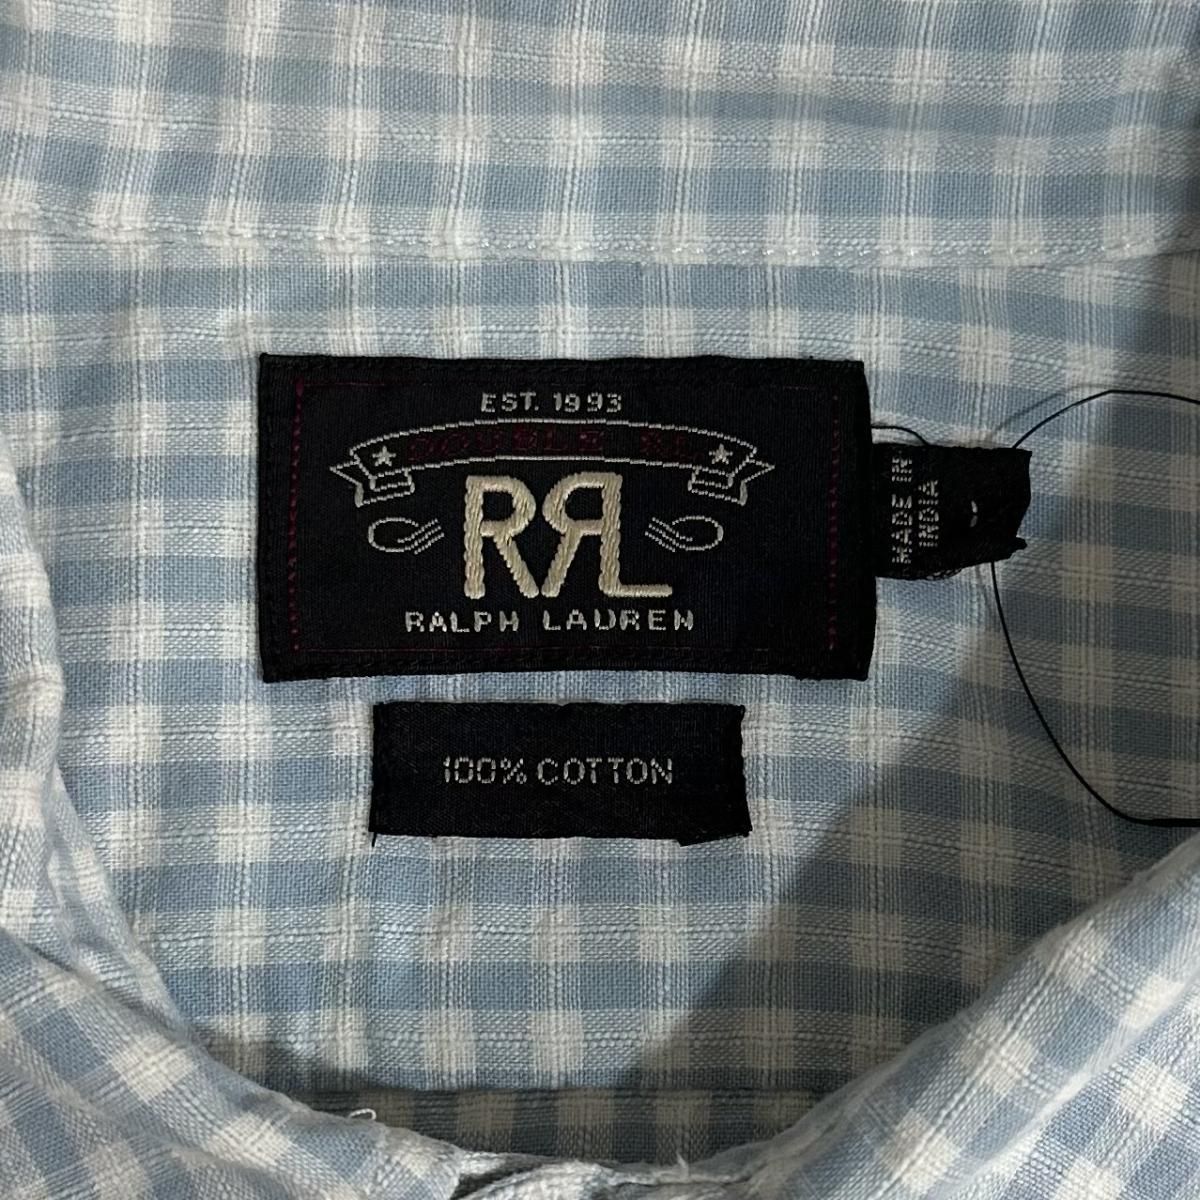 EST. 1993
DOUBLE RL
RRL
RALPH LAUREN
MADE IN
INDIA
100% COTTON